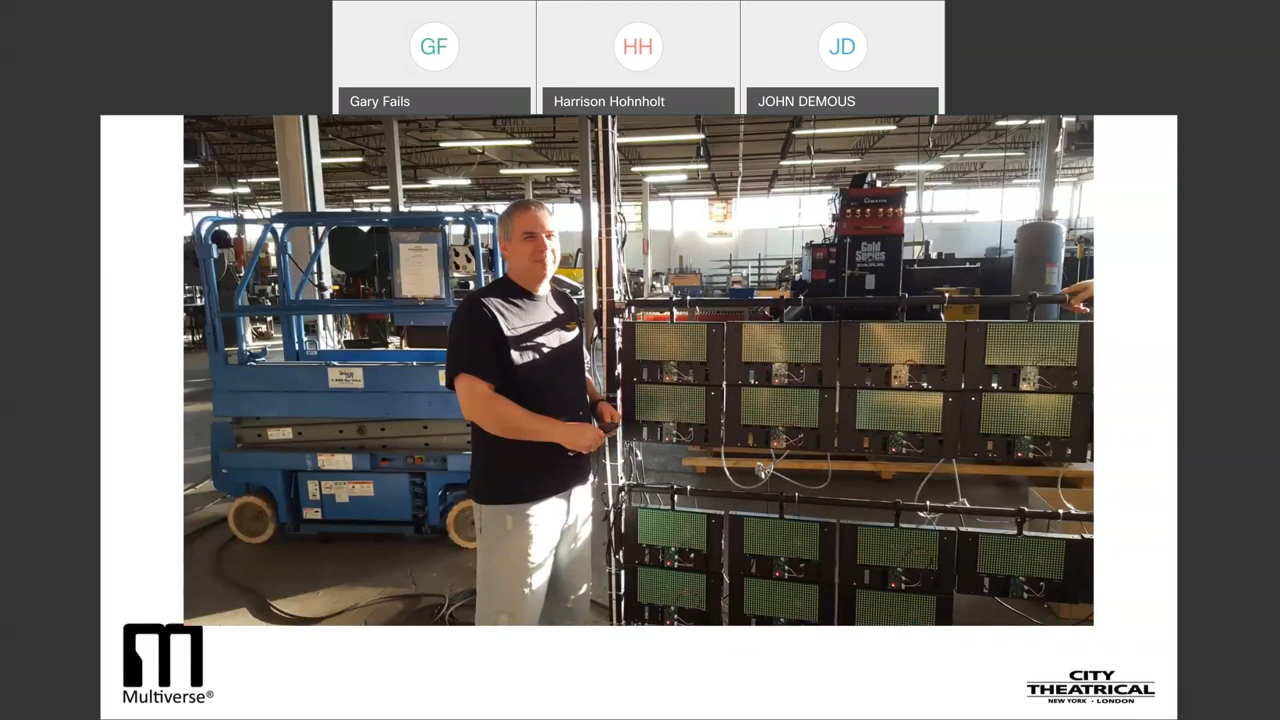 GF
HH
JD
Gary Fails
Harrison Hohnholt
JOHN DEMOUS
Gold
Series
Multiverse®
CITY
THEATRICAL
NEW YORK • LONDON